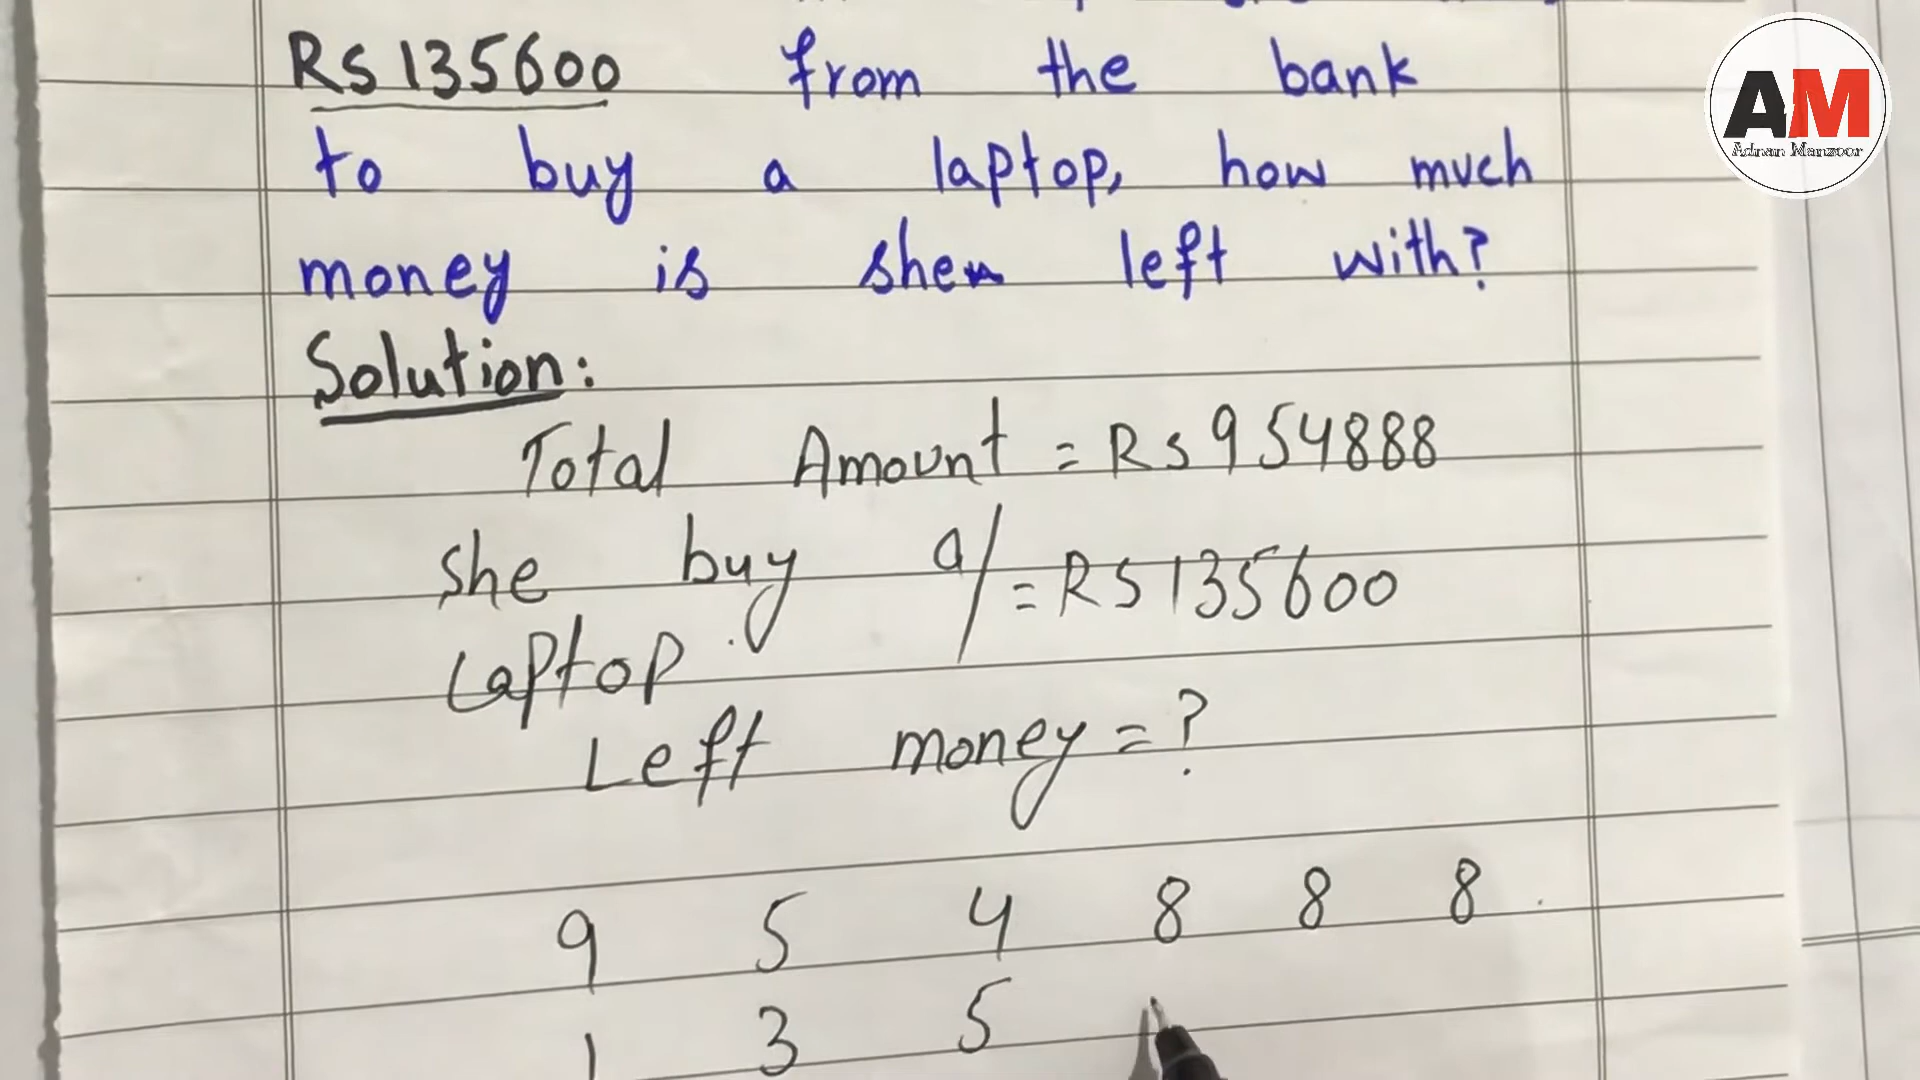 Rs 135600 from the bank
to buy a laptop, how much
money is she left with?
Solution:
Total Amount = Rs 954888
She buy a = Rs 135600
Laptop.
Left money = ?
9 5 4 8 8 8
1 3 5
AM
Adnan Manzoor